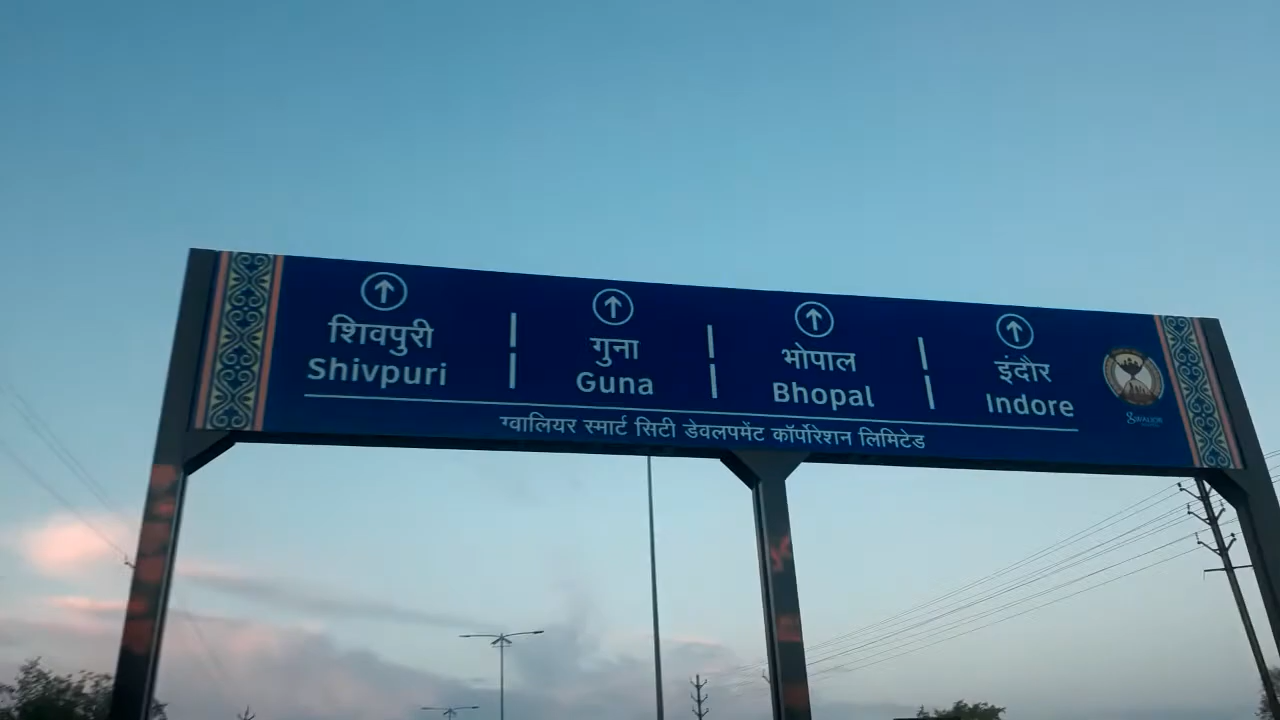 शिवपुरी
Shivpuri
गुना
Guna
भोपाल
Bhopal
इंदौर
Indore
ग्वालियर स्मार्ट सिटी डेवलपमेंट कॉर्पोरेशन लिमिटेड